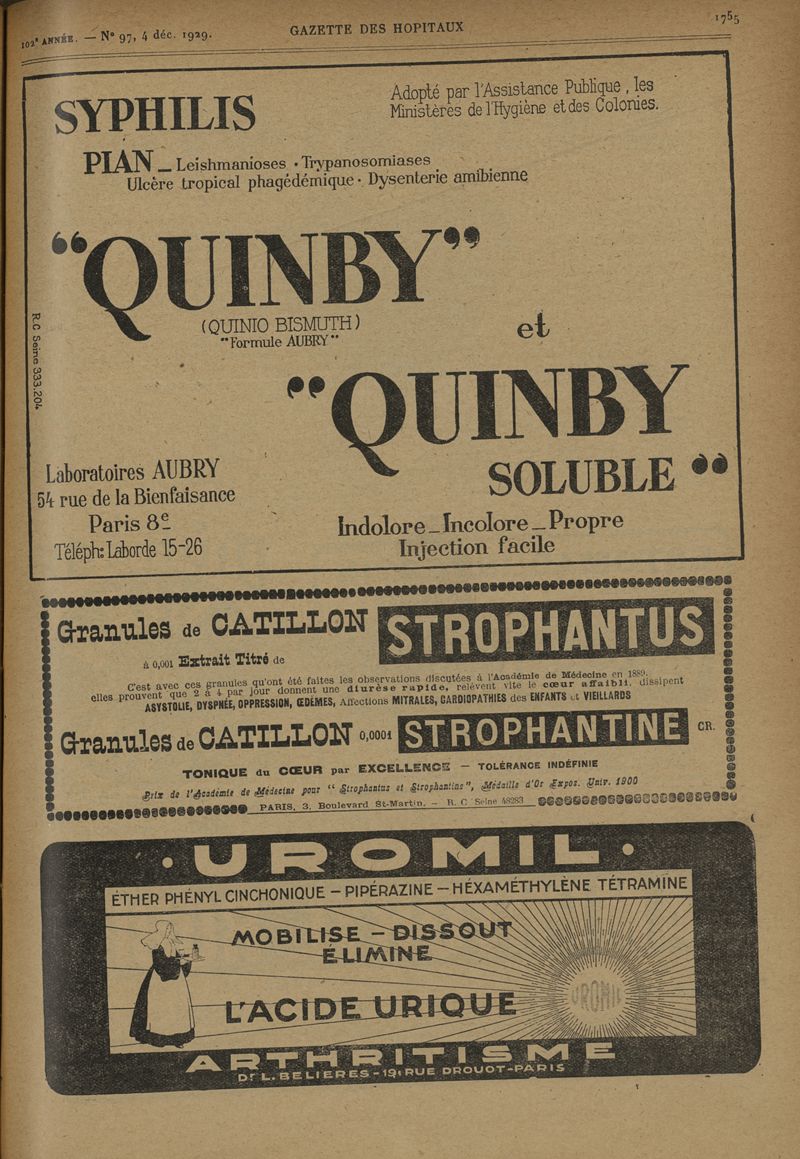 102e ANNÉE. — N° 97, 4 déc. 1929.
GAZETTE DES HOPITAUX
1755
SYPHILIS
Adopté par l'Assistance Publique, les
Ministères de l'Hygiène et des Colonies.
PIAN _ Leishmanioses · Trypanosomiases
Ulcère tropical phagédémique · Dysenterie amibienne
"QUINBY"
(QUINIO BISMUTH)
"Formule AUBRY"
et
"QUINBY
SOLUBLE"
R.C Seine 333.204
Laboratoires AUBRY
54 rue de la Bienfaisance
Paris 8e
Téléph: Laborde 15-26
Indolore _ Incolore _ Propre
Injection facile
Granules de CATILLON STROPHANTUS
à 0,001 Extrait Titré de
C'est avec ces granules qu'ont été faites les observations discutées à l'Académie de Médecine en 1889,
elles prouvent que 2 à 4 par jour donnent une diurèse rapide, relèvent vite le cœur affaibli, dissipent
ASYSTOLIE, DYSPNÉE, OPPRESSION, ŒDÈMES, Affections MITRALES, CARDIOPATHIES des ENFANTS et VIEILLARDS
Granules de CATILLON 0,0001 STROPHANTINE CR.
TONIQUE du CŒUR par EXCELLENCE — TOLÉRANCE INDÉFINIE
Prix de l'Académie de Médecine pour "Strophantus et Strophantine", Médaille d'Or Expos. Univ. 1900
PARIS, 3, Boulevard St-Martin. — R. C Seine 48283
· UROMIL ·
ÉTHER PHÉNYL CINCHONIQUE — PIPÉRAZINE — HÉXAMÉTHYLÈNE TÉTRAMINE
MOBILISE — DISSOUT
ÉLIMINE
L'ACIDE URIQUE
UROMIL
ARTHRITISME
Dr L. BELIERES - 19, RUE DROUOT - PARIS